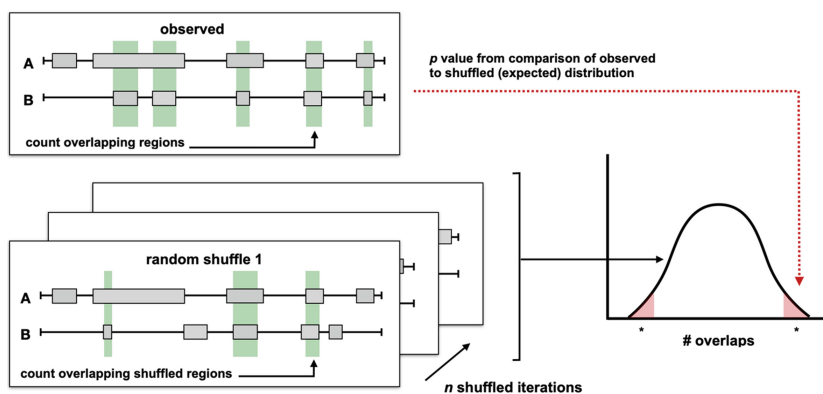 observed
A
B
count overlapping regions
p value from comparison of observed
to shuffled (expected) distribution
random shuffle 1
A
B
count overlapping shuffled regions
n shuffled iterations
* *
# overlaps